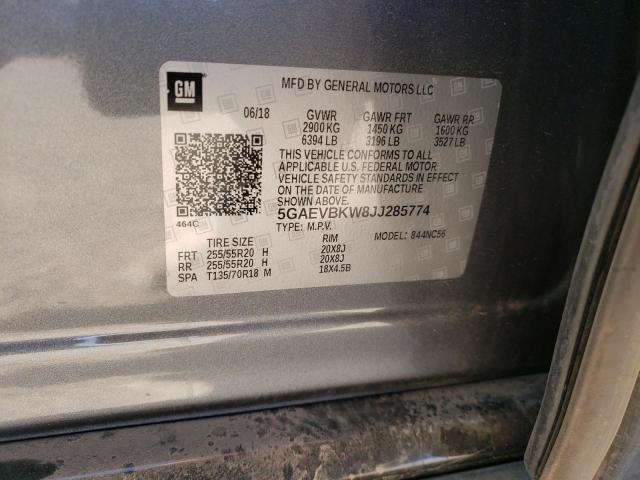 GM
MFD BY GENERAL MOTORS LLC
06/18 GVWR GAWR FRT GAWR RR
2900 KG 1450 KG 1600 KG
6394 LB 3196 LB 3527 LB
THIS VEHICLE CONFORMS TO ALL
APPLICABLE U.S. FEDERAL MOTOR
VEHICLE SAFETY STANDARDS IN EFFECT
ON THE DATE OF MANUFACTURE
SHOWN ABOVE.
464C 5GAEVBKW8JJ285774
TYPE: M.P.V. MODEL: 844NC56
TIRE SIZE RIM
FRT 255/55R20 H 20X8J
RR 255/55R20 H 20X8J
SPA T135/70R18 M 18X4.5B